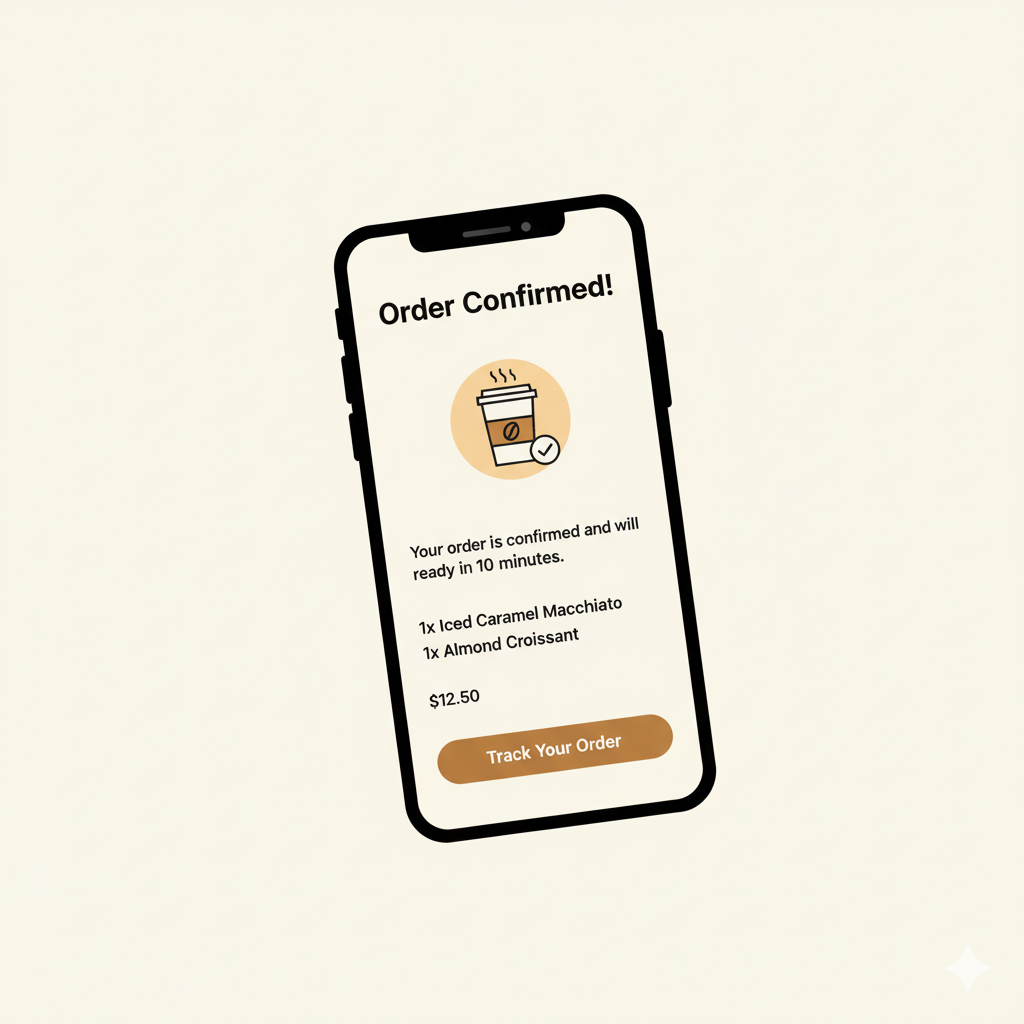 Order Confirmed!
Your order is confirmed and will
ready in 10 minutes.
1x Iced Caramel Macchiato
1x Almond Croissant
$12.50
Track Your Order